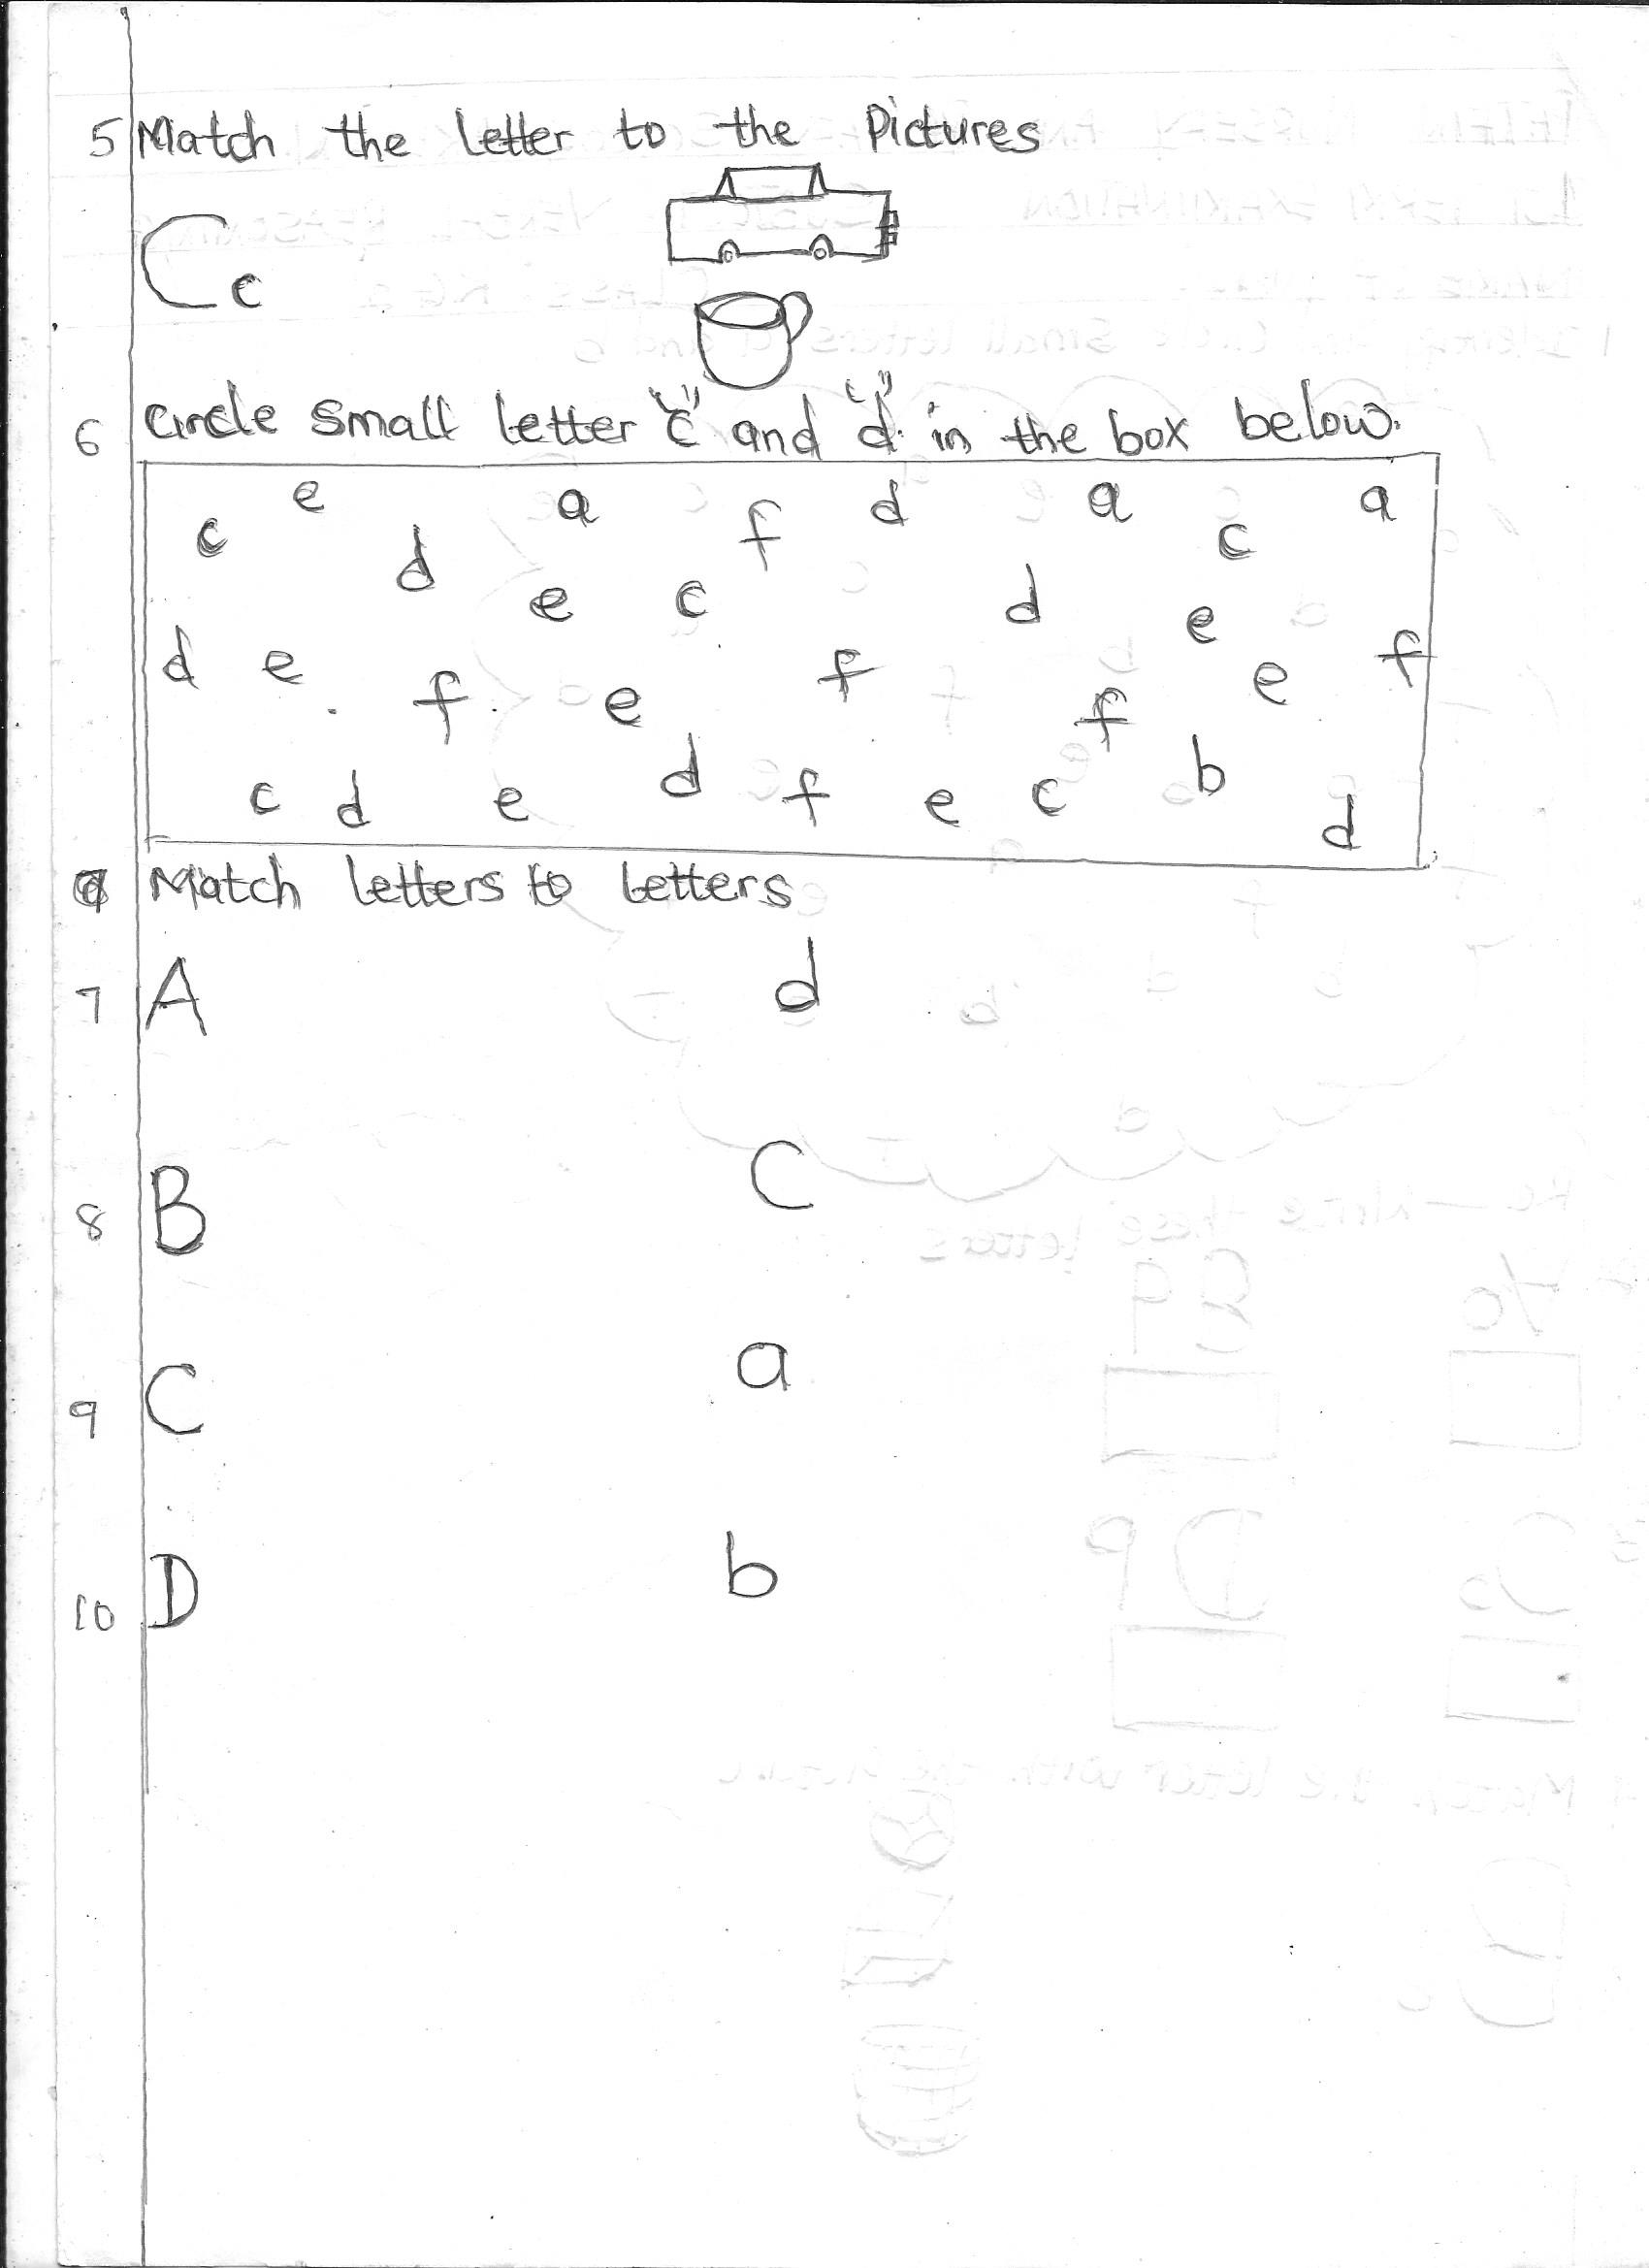 5 Match the letter to the Pictures
C c
6 Circle small letter "c" and "d" in the box below.
c e d a f d a c a
e c d e
d e f e f f e f
c d e d f e c b d
Match letters to letters
7 A d
8 B C
9 C a
10 D b